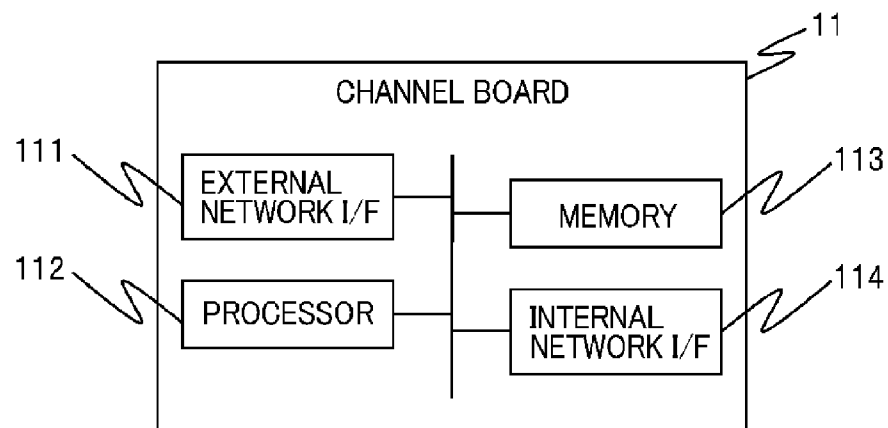 11
CHANNEL BOARD
111
EXTERNAL
NETWORK I/F
113
MEMORY
112
PROCESSOR
114
INTERNAL
NETWORK I/F